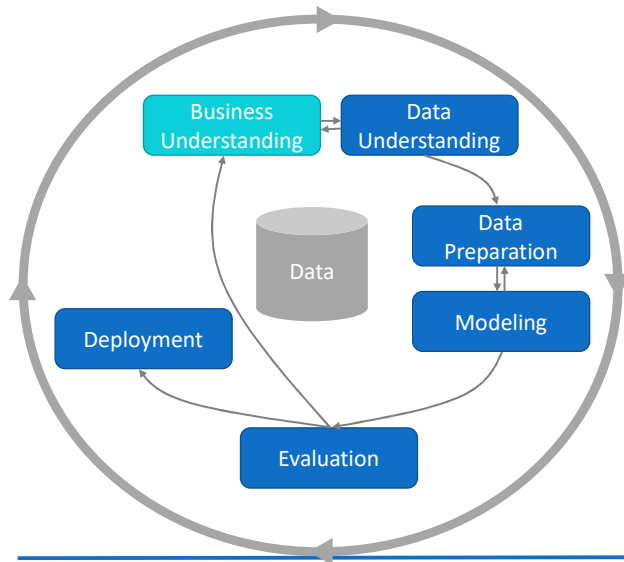 Business
Understanding
Data
Understanding
Data
Preparation
Data
Modeling
Deployment
Evaluation